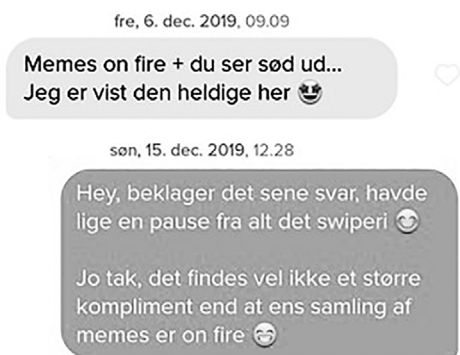 fre, 6. dec. 2019, 09.09
Memes on fire + du ser sød ud...
Jeg er vist den heldige her 🤩
søn, 15. dec. 2019, 12.28
Hey, beklager det sene svar, havde
lige en pause fra alt det swiperi 😊
Jo tak, det findes vel ikke et større
kompliment end at ens samling af
memes er on fire 😁